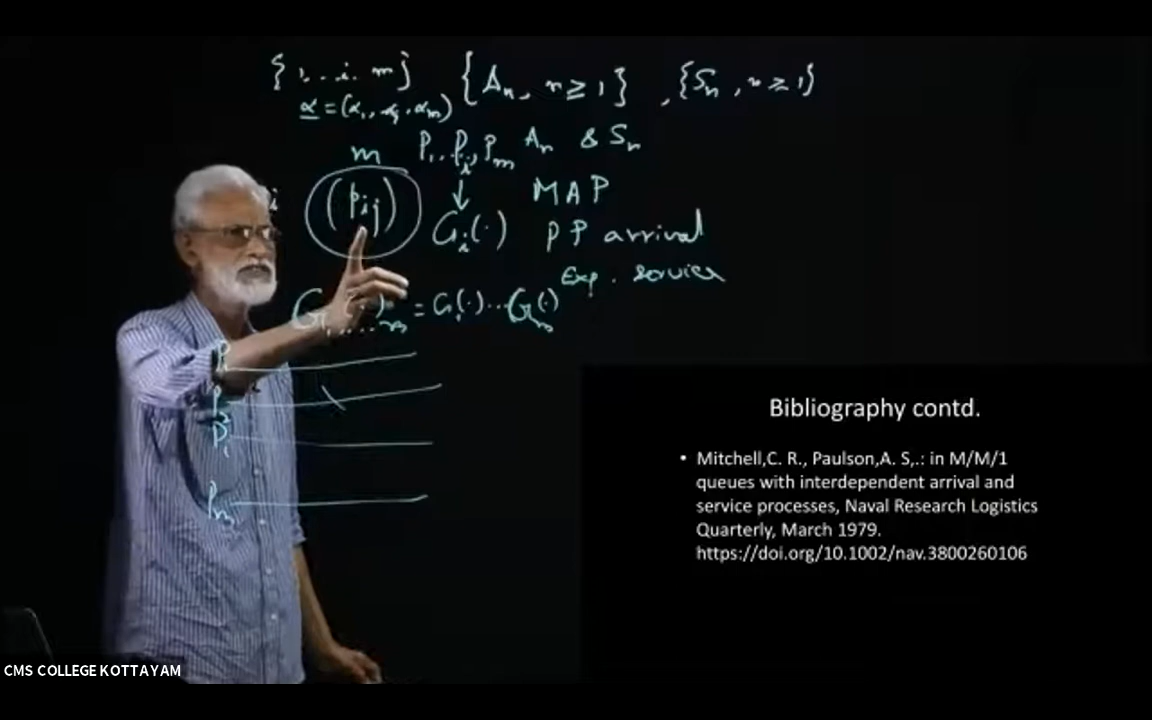 {1, .. i. m} {Aₙ, n ≥ 1}, {Sₙ, n ≥ 1}
α = (α₁, αᵢ, αₘ)
m P₁ .. Pᵢ, Pₘ Aₙ & Sₙ
i (pᵢⱼ) ↓ MAP
Gᵢ(·) PP arrival
Exp. service
= G₁(·) ... Gₘ(·)
P₂
Pᵢ
Pₘ
Bibliography contd.
• Mitchell,C. R., Paulson,A. S,.: in M/M/1
queues with interdependent arrival and
service processes, Naval Research Logistics
Quarterly, March 1979.
https://doi.org/10.1002/nav.3800260106
CMS COLLEGE KOTTAYAM